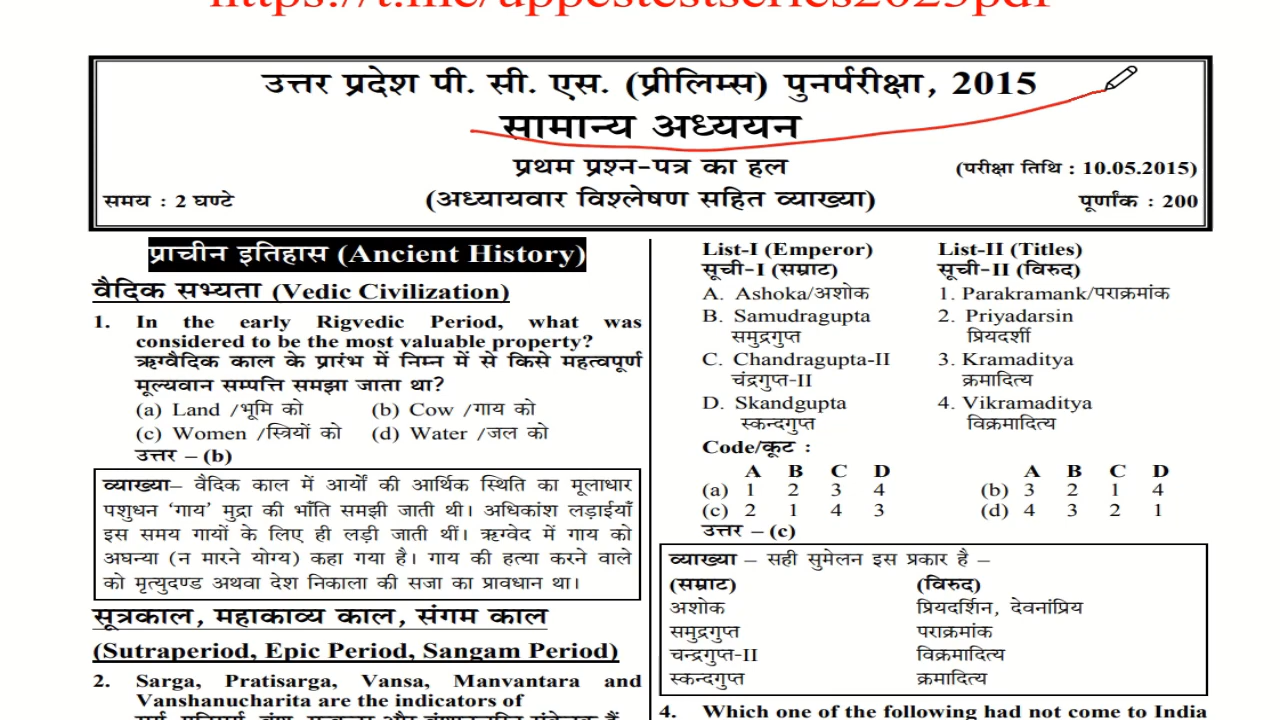 https://t.me/uppcstestseries2023pdf
उत्तर प्रदेश पी. सी. एस. (प्रीलिम्स) पुनर्परीक्षा, 2015
सामान्य अध्ययन
प्रथम प्रश्न-पत्र का हल
(परीक्षा तिथि : 10.05.2015)
समय : 2 घण्टे
(अध्यायवार विश्लेषण सहित व्याख्या)
पूर्णांक : 200
प्राचीन इतिहास (Ancient History)
वैदिक सभ्यता (Vedic Civilization)
1. In the early Rigvedic Period, what was
considered to be the most valuable property?
ऋग्वैदिक काल के प्रारंभ में निम्न में से किसे महत्वपूर्ण
मूल्यवान सम्पत्ति समझा जाता था?
(a) Land /भूमि को (b) Cow /गाय को
(c) Women /स्त्रियों को (d) Water /जल को
उत्तर – (b)
व्याख्या– वैदिक काल में आर्यों की आर्थिक स्थिति का मूलाधार
पशुधन ‘गाय’ मुद्रा की भाँति समझी जाती थी। अधिकांश लड़ाईयाँ
इस समय गायों के लिए ही लड़ी जाती थीं। ऋग्वेद में गाय को
अघन्या (न मारने योग्य) कहा गया है। गाय की हत्या करने वाले
को मृत्युदण्ड अथवा देश निकाला की सजा का प्रावधान था।
सूत्रकाल, महाकाव्य काल, संगम काल
(Sutraperiod, Epic Period, Sangam Period)
2. Sarga, Pratisarga, Vansa, Manvantara and
Vanshanucharita are the indicators of
List-I (Emperor) List-II (Titles)
सूची-I (सम्राट) सूची-II (विरुद)
A. Ashoka/अशोक 1. Parakramank/पराक्रमांक
B. Samudragupta 2. Priyadarsin
समुद्रगुप्त प्रियदर्शी
C. Chandragupta-II 3. Kramaditya
चंद्रगुप्त-II क्रमादित्य
D. Skandgupta 4. Vikramaditya
स्कन्दगुप्त विक्रमादित्य
Code/कूट :
A B C D A B C D
(a) 1 2 3 4 (b) 3 2 1 4
(c) 2 1 4 3 (d) 4 3 2 1
उत्तर – (c)
व्याख्या – सही सुमेलन इस प्रकार है –
(सम्राट) (विरुद)
अशोक प्रियदर्शिन, देवनांप्रिय
समुद्रगुप्त पराक्रमांक
चन्द्रगुप्त-II विक्रमादित्य
स्कन्दगुप्त क्रमादित्य
4. Which one of the following had not come to India